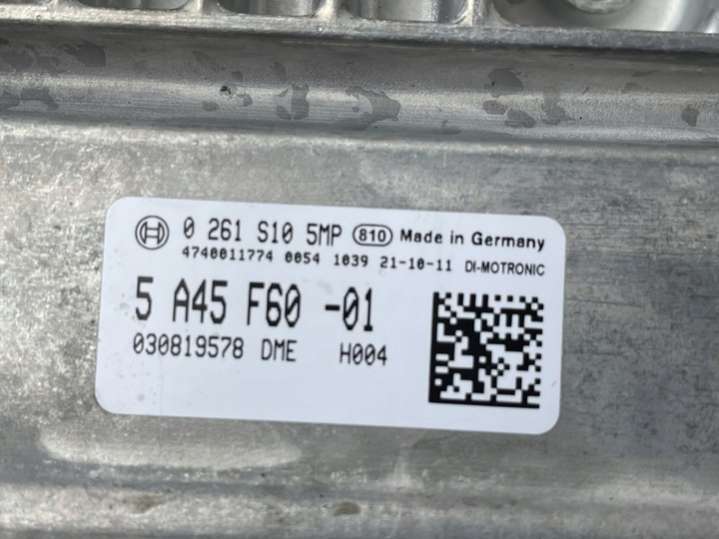 0 261 S10 5MP 810 Made in Germany
4740011774 0054 1039 21-10-11 DI-MOTRONIC
5 A45 F60 -01
030819578 DME H004